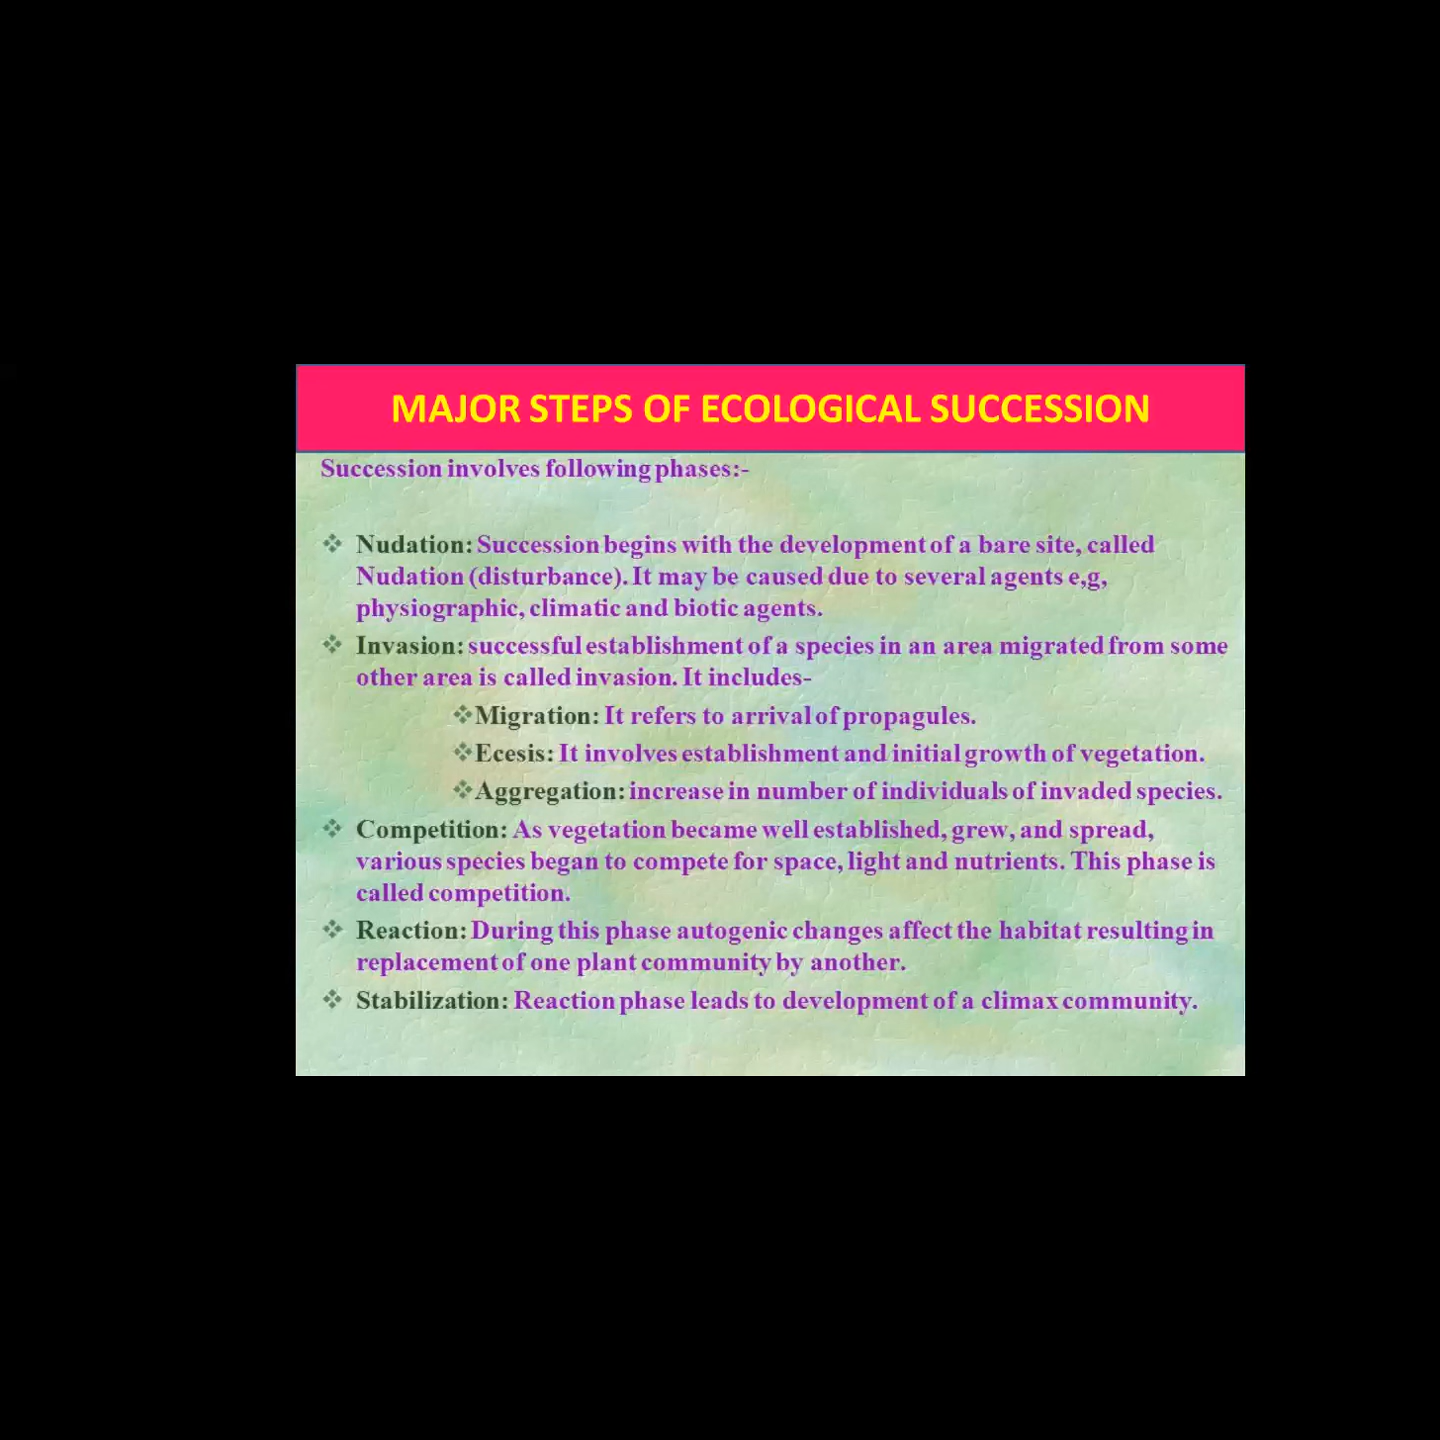 MAJOR STEPS OF ECOLOGICAL SUCCESSION
Succession involves following phases:-
❖ Nudation: Succession begins with the development of a bare site, called
Nudation (disturbance). It may be caused due to several agents e,g,
physiographic, climatic and biotic agents.
❖ Invasion: successful establishment of a species in an area migrated from some
other area is called invasion. It includes-
❖Migration: It refers to arrival of propagules.
❖Ecesis: It involves establishment and initial growth of vegetation.
❖Aggregation: increase in number of individuals of invaded species.
❖ Competition: As vegetation became well established, grew, and spread,
various species began to compete for space, light and nutrients. This phase is
called competition.
❖ Reaction: During this phase autogenic changes affect the habitat resulting in
replacement of one plant community by another.
❖ Stabilization: Reaction phase leads to development of a climax community.